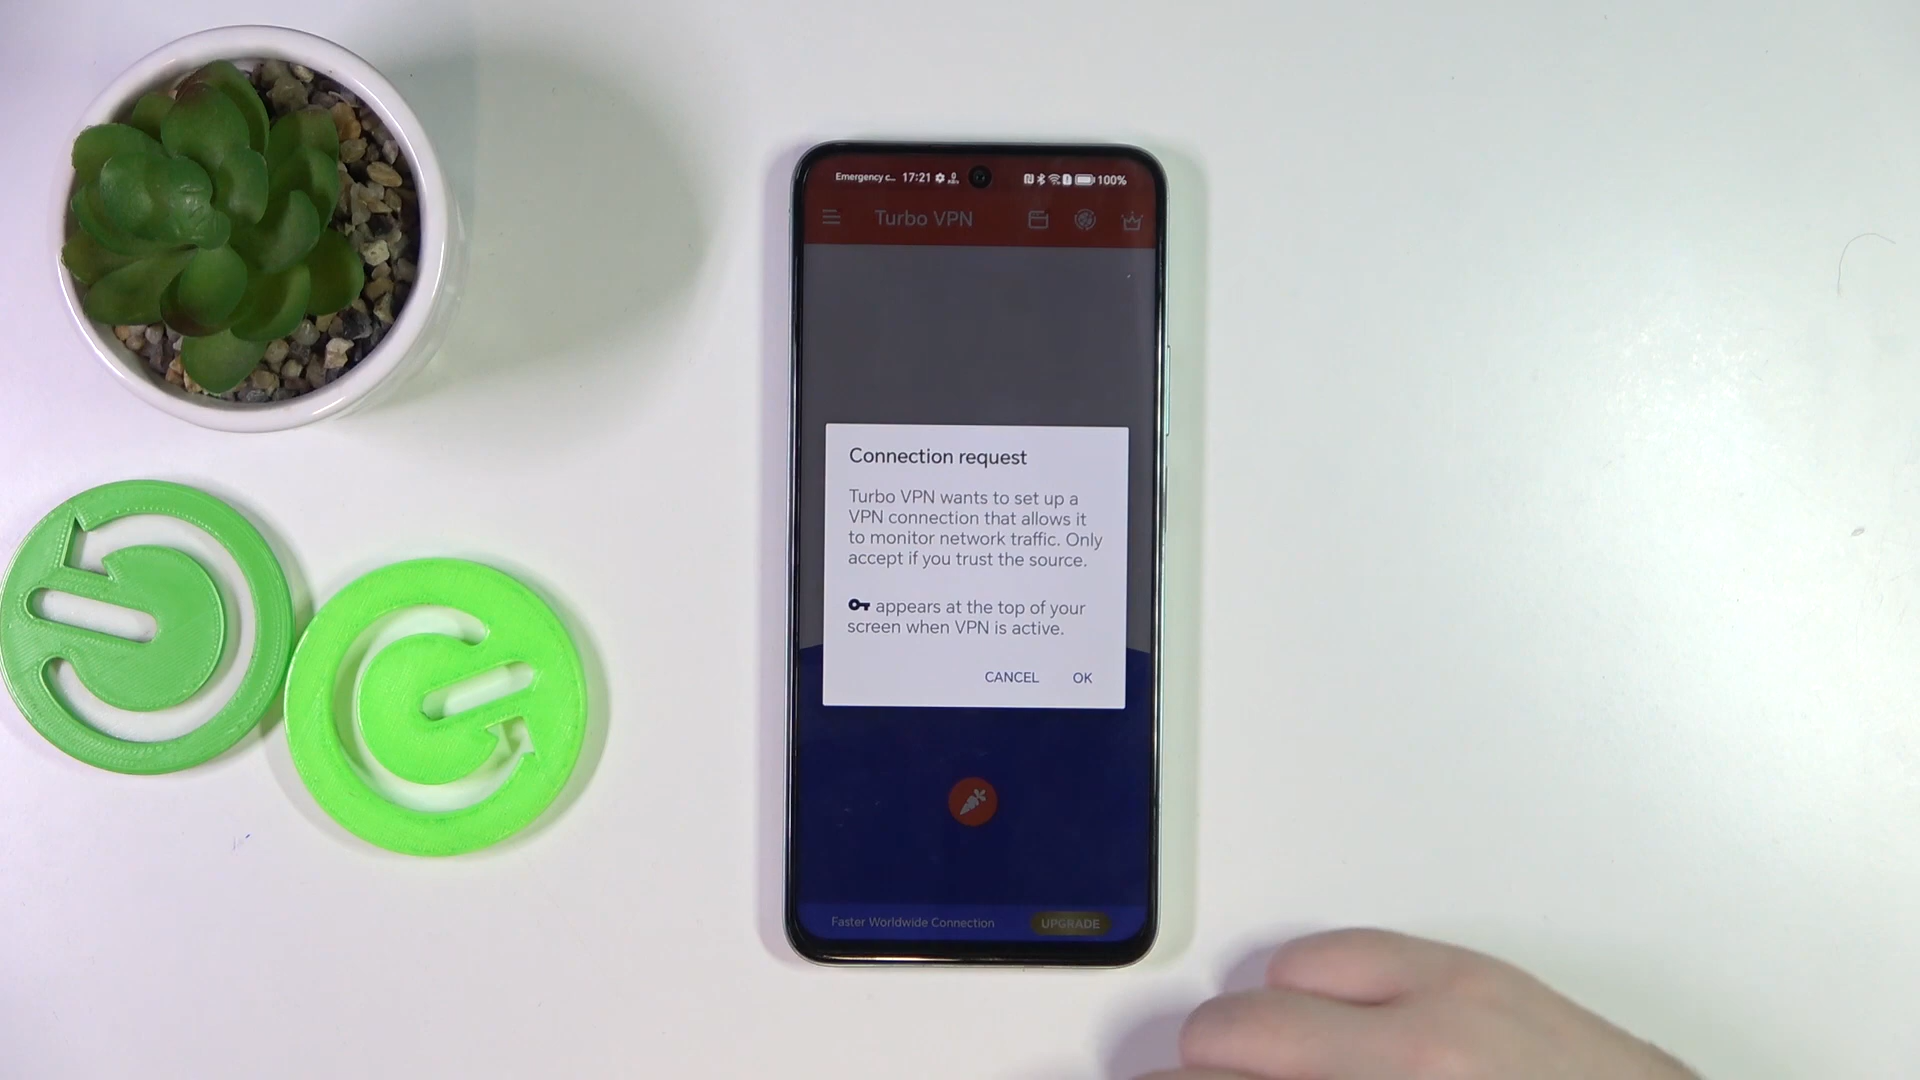 Emergency c... 17:21 100%
Turbo VPN
Connection request
Turbo VPN wants to set up a
VPN connection that allows it
to monitor network traffic. Only
accept if you trust the source.
appears at the top of your
screen when VPN is active.
CANCEL OK
Faster Worldwide Connection UPGRADE